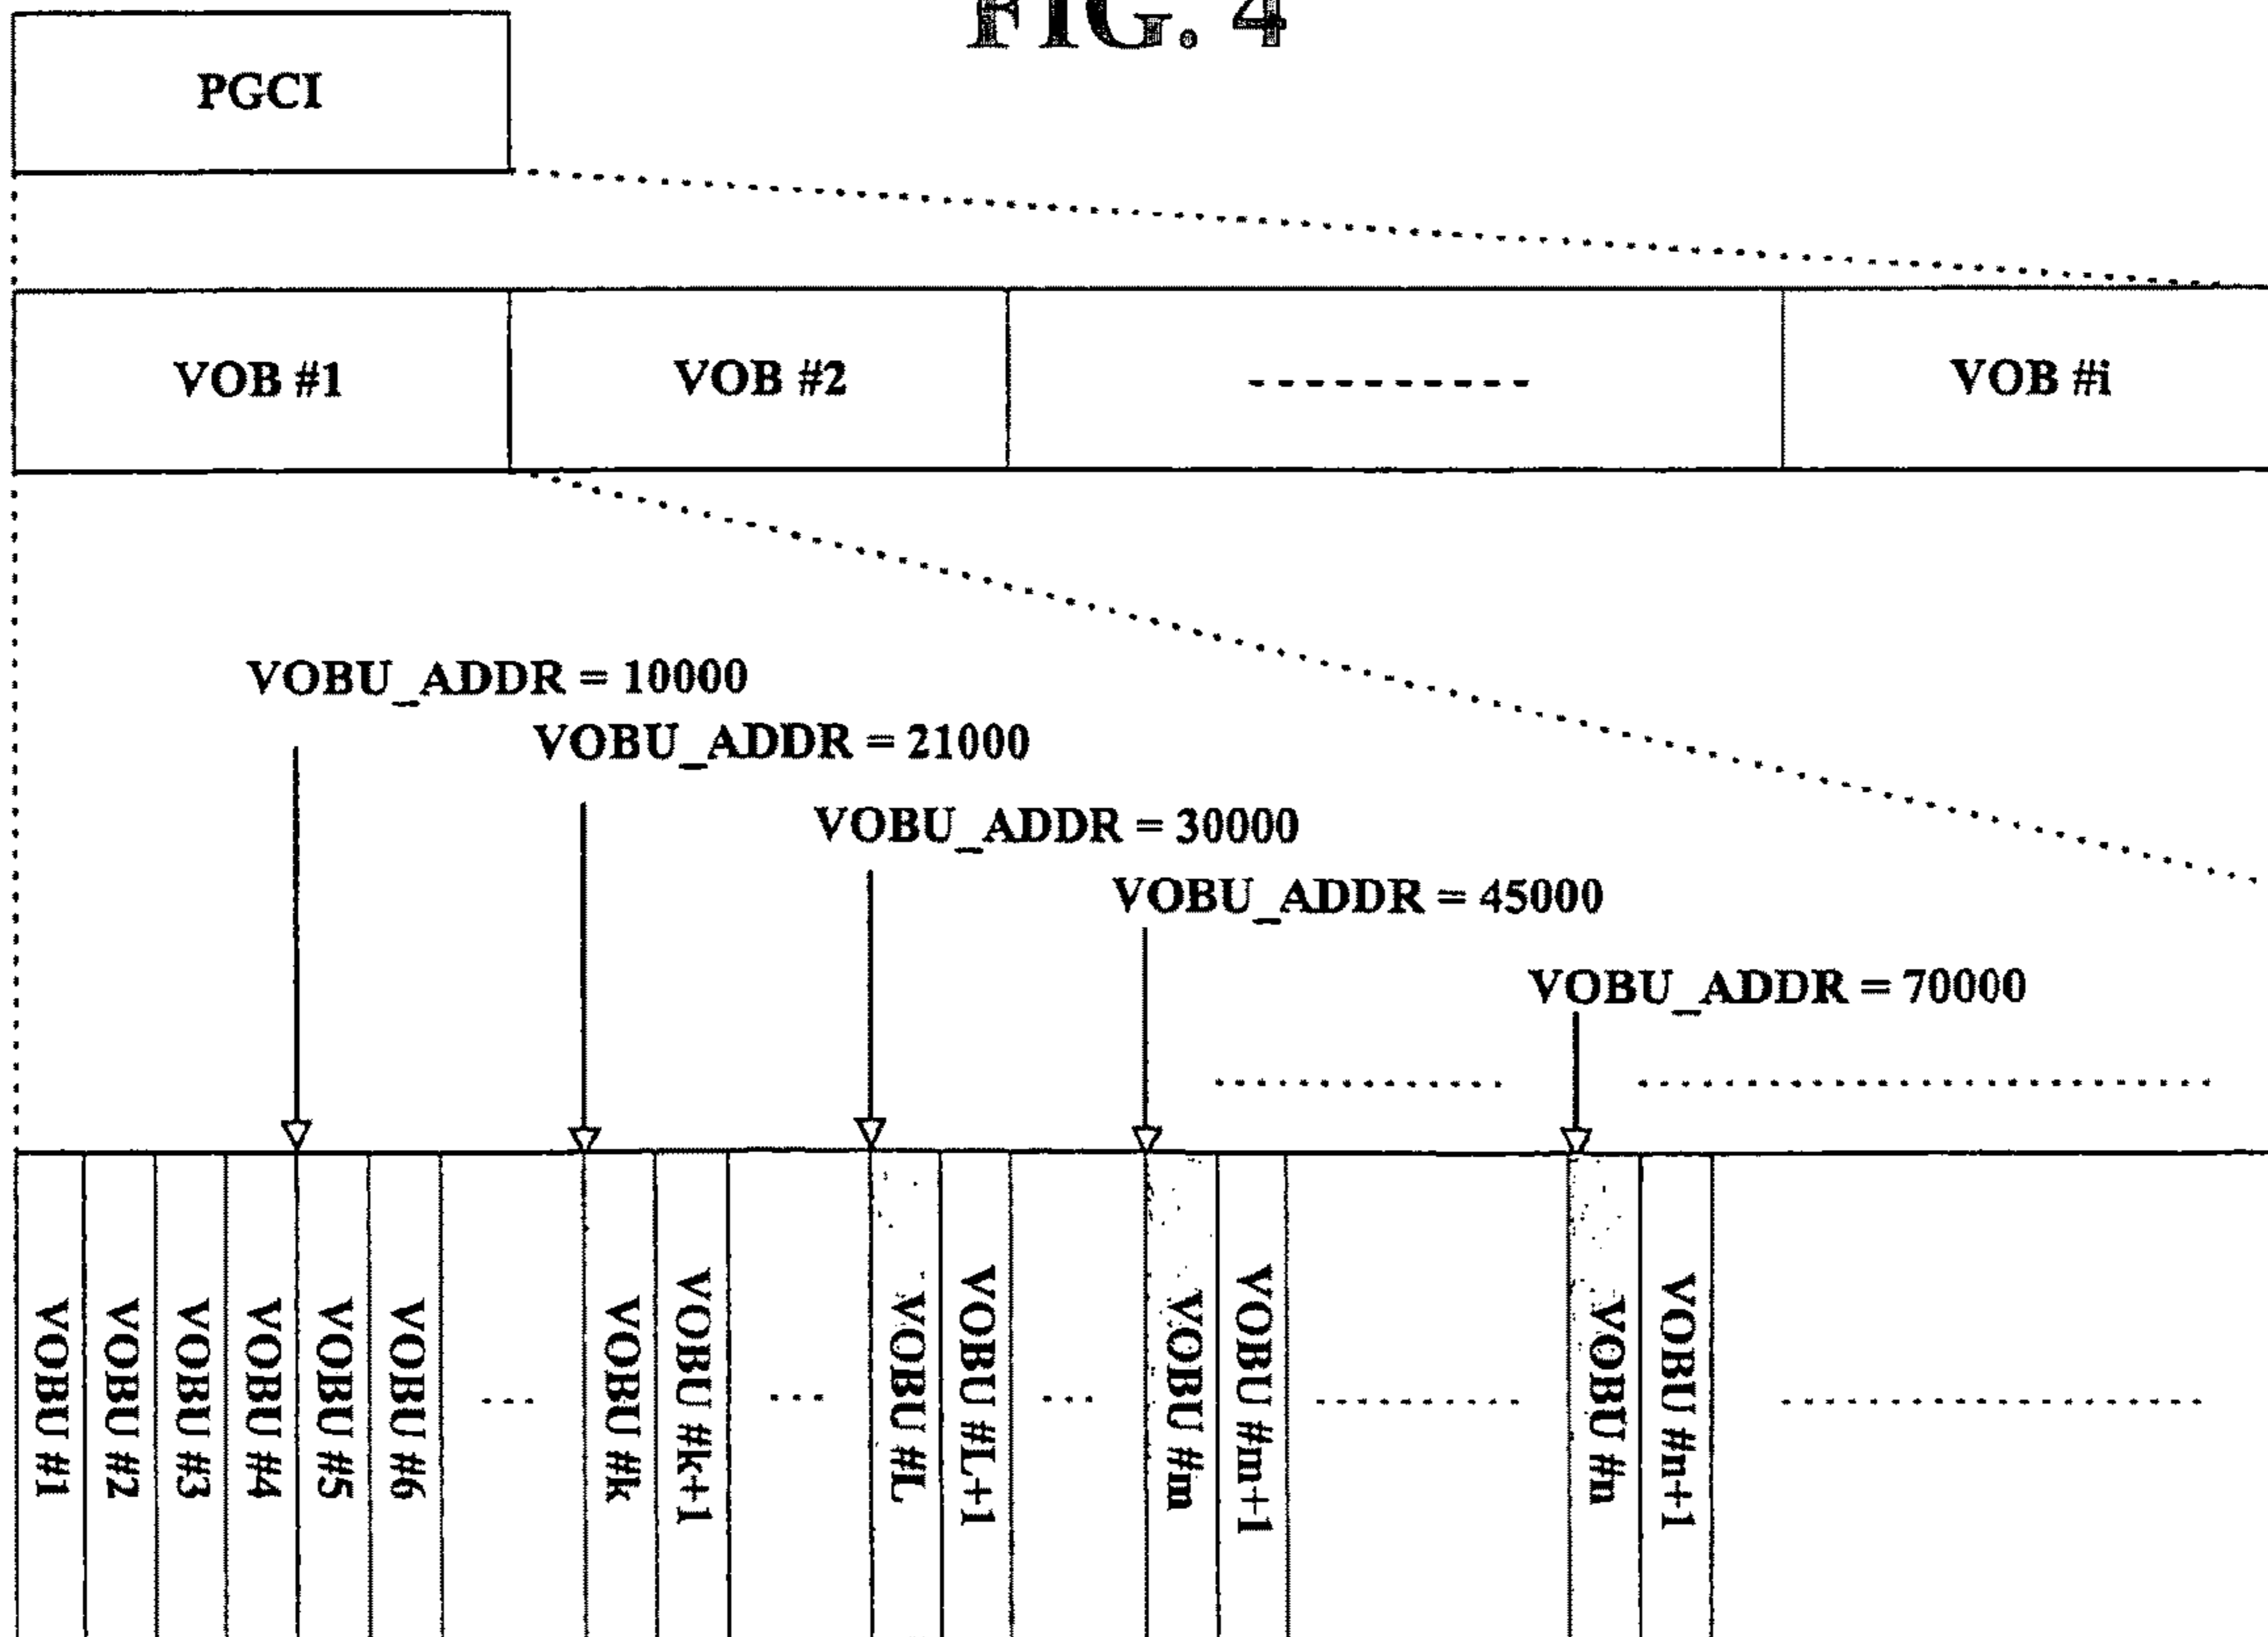 FIG. 4
PGCI
VOB #1
VOB #2
VOB #i
VOBU_ADDR = 10000
VOBU_ADDR = 21000
VOBU_ADDR = 30000
VOBU_ADDR = 45000
VOBU_ADDR = 70000
VOBU #1
VOBU #2
VOBU #3
VOBU #4
VOBU #5
VOBU #6
VOBU #k
VOBU #k+1
VOBU #L
VOBU #L+1
VOBU #m
VOBU #m+1
VOBU #n
VOBU #n+1